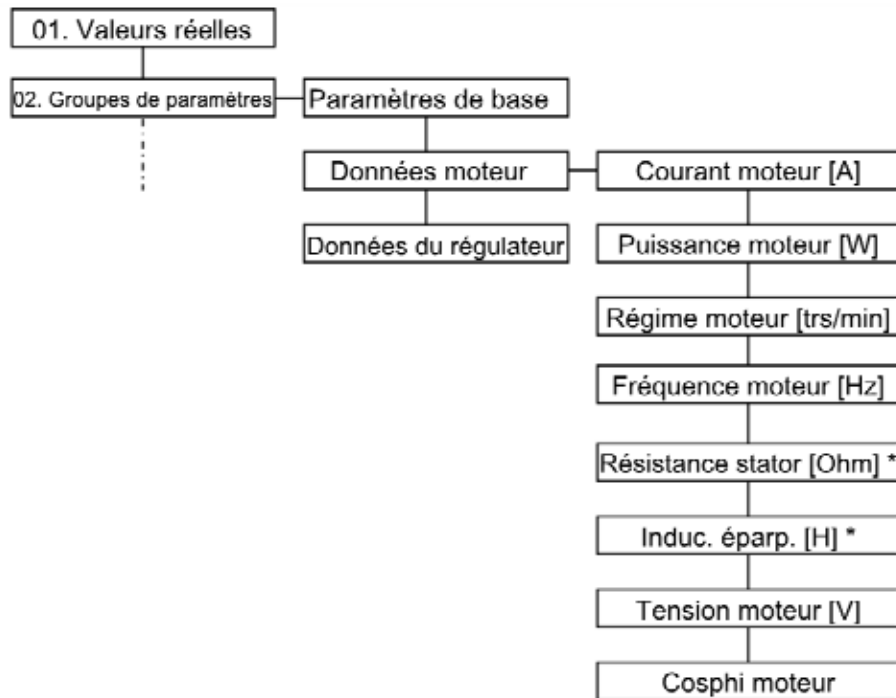 01. Valeurs réelles
02. Groupes de paramètres
Paramètres de base
Données moteur
Courant moteur [A]
Données du régulateur
Puissance moteur [W]
Régime moteur [trs/min]
Fréquence moteur [Hz]
Résistance stator [Ohm] *
Induc. éparp. [H] *
Tension moteur [V]
Cosphi moteur